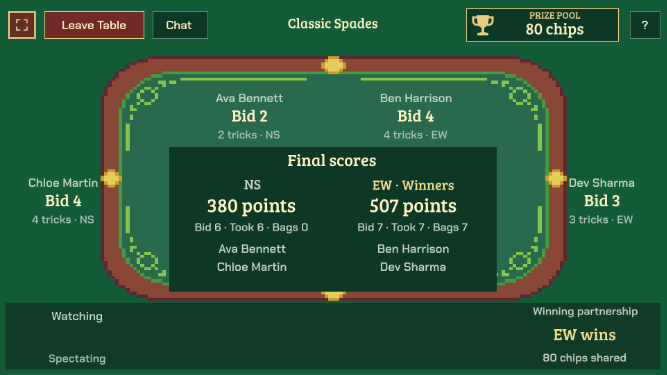 Leave Table
Chat
Classic Spades
PRIZE POOL
80 chips
?
Ava Bennett
Bid 2
2 tricks · NS
Ben Harrison
Bid 4
4 tricks · EW
Chloe Martin
Bid 4
4 tricks · NS
Dev Sharma
Bid 3
3 tricks · EW
Final scores
NS
380 points
Bid 6 · Took 6 · Bags 0
Ava Bennett
Chloe Martin
EW · Winners
507 points
Bid 7 · Took 7 · Bags 7
Ben Harrison
Dev Sharma
Watching
Spectating
Winning partnership
EW wins
80 chips shared